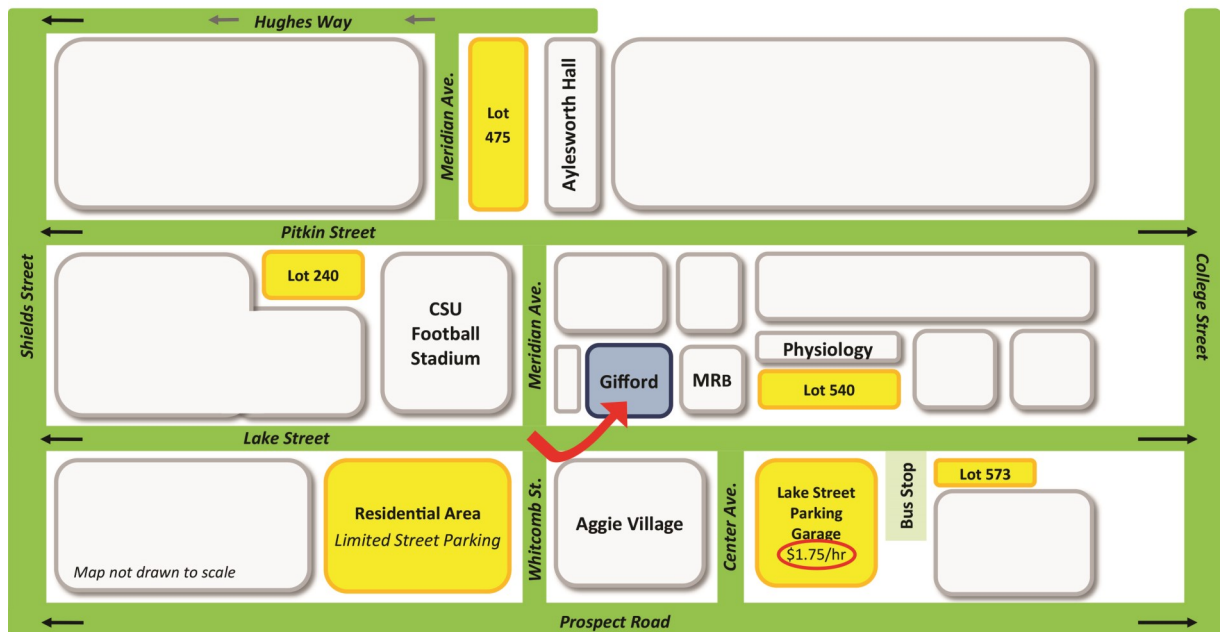 Hughes Way
Meridian Ave.
Lot
475
Aylesworth Hall
Pitkin Street
Shields Street
College Street
Lot 240
CSU
Football
Stadium
Meridian Ave.
Gifford
MRB
Physiology
Lot 540
Lake Street
Residential Area
Limited Street Parking
Map not drawn to scale
Whitcomb St.
Aggie Village
Center Ave.
Lake Street
Parking
Garage
$1.75/hr
Bus Stop
Lot 573
Prospect Road